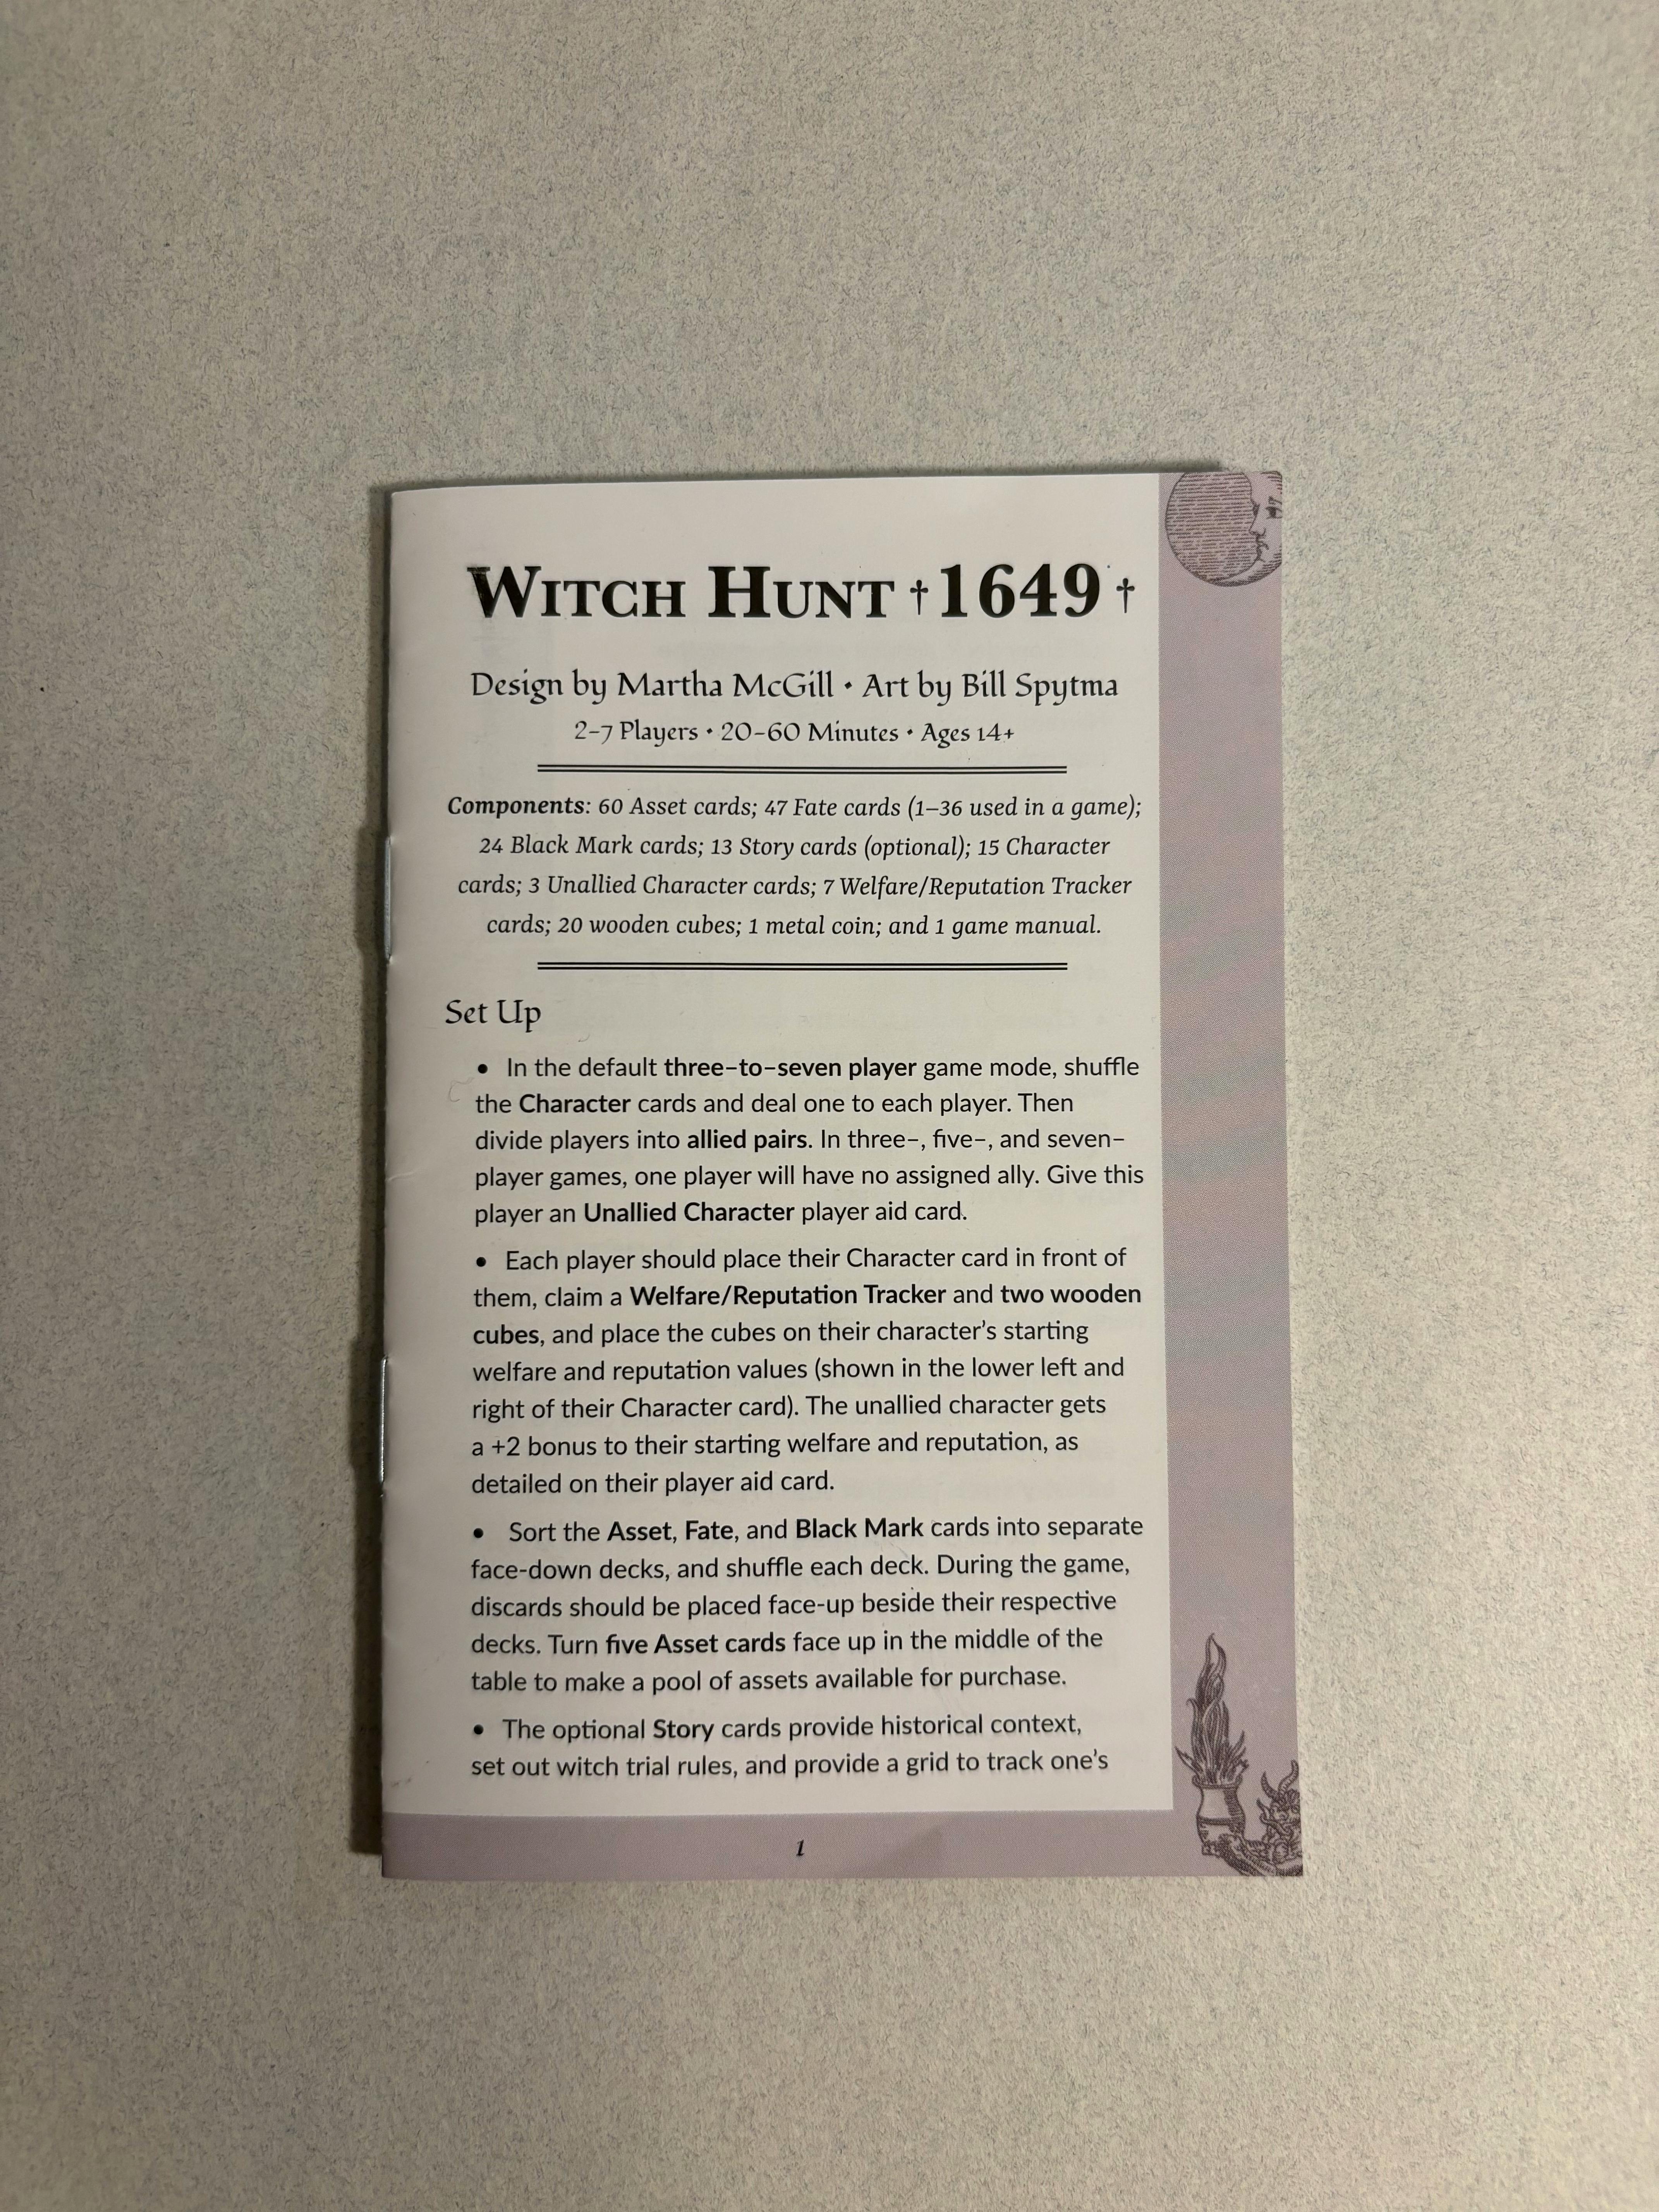 WITCH HUNT †1649†
Design by Martha McGill • Art by Bill Spytma
2–7 Players • 20–60 Minutes • Ages 14+
Components: 60 Asset cards; 47 Fate cards (1–36 used in a game);
24 Black Mark cards; 13 Story cards (optional); 15 Character
cards; 3 Unallied Character cards; 7 Welfare/Reputation Tracker
cards; 20 wooden cubes; 1 metal coin; and 1 game manual.
Set Up
• In the default three–to–seven player game mode, shuffle
the Character cards and deal one to each player. Then
divide players into allied pairs. In three–, five–, and seven–
player games, one player will have no assigned ally. Give this
player an Unallied Character player aid card.
• Each player should place their Character card in front of
them, claim a Welfare/Reputation Tracker and two wooden
cubes, and place the cubes on their character's starting
welfare and reputation values (shown in the lower left and
right of their Character card). The unallied character gets
a +2 bonus to their starting welfare and reputation, as
detailed on their player aid card.
• Sort the Asset, Fate, and Black Mark cards into separate
face-down decks, and shuffle each deck. During the game,
discards should be placed face-up beside their respective
decks. Turn five Asset cards face up in the middle of the
table to make a pool of assets available for purchase.
• The optional Story cards provide historical context,
set out witch trial rules, and provide a grid to track one's
1